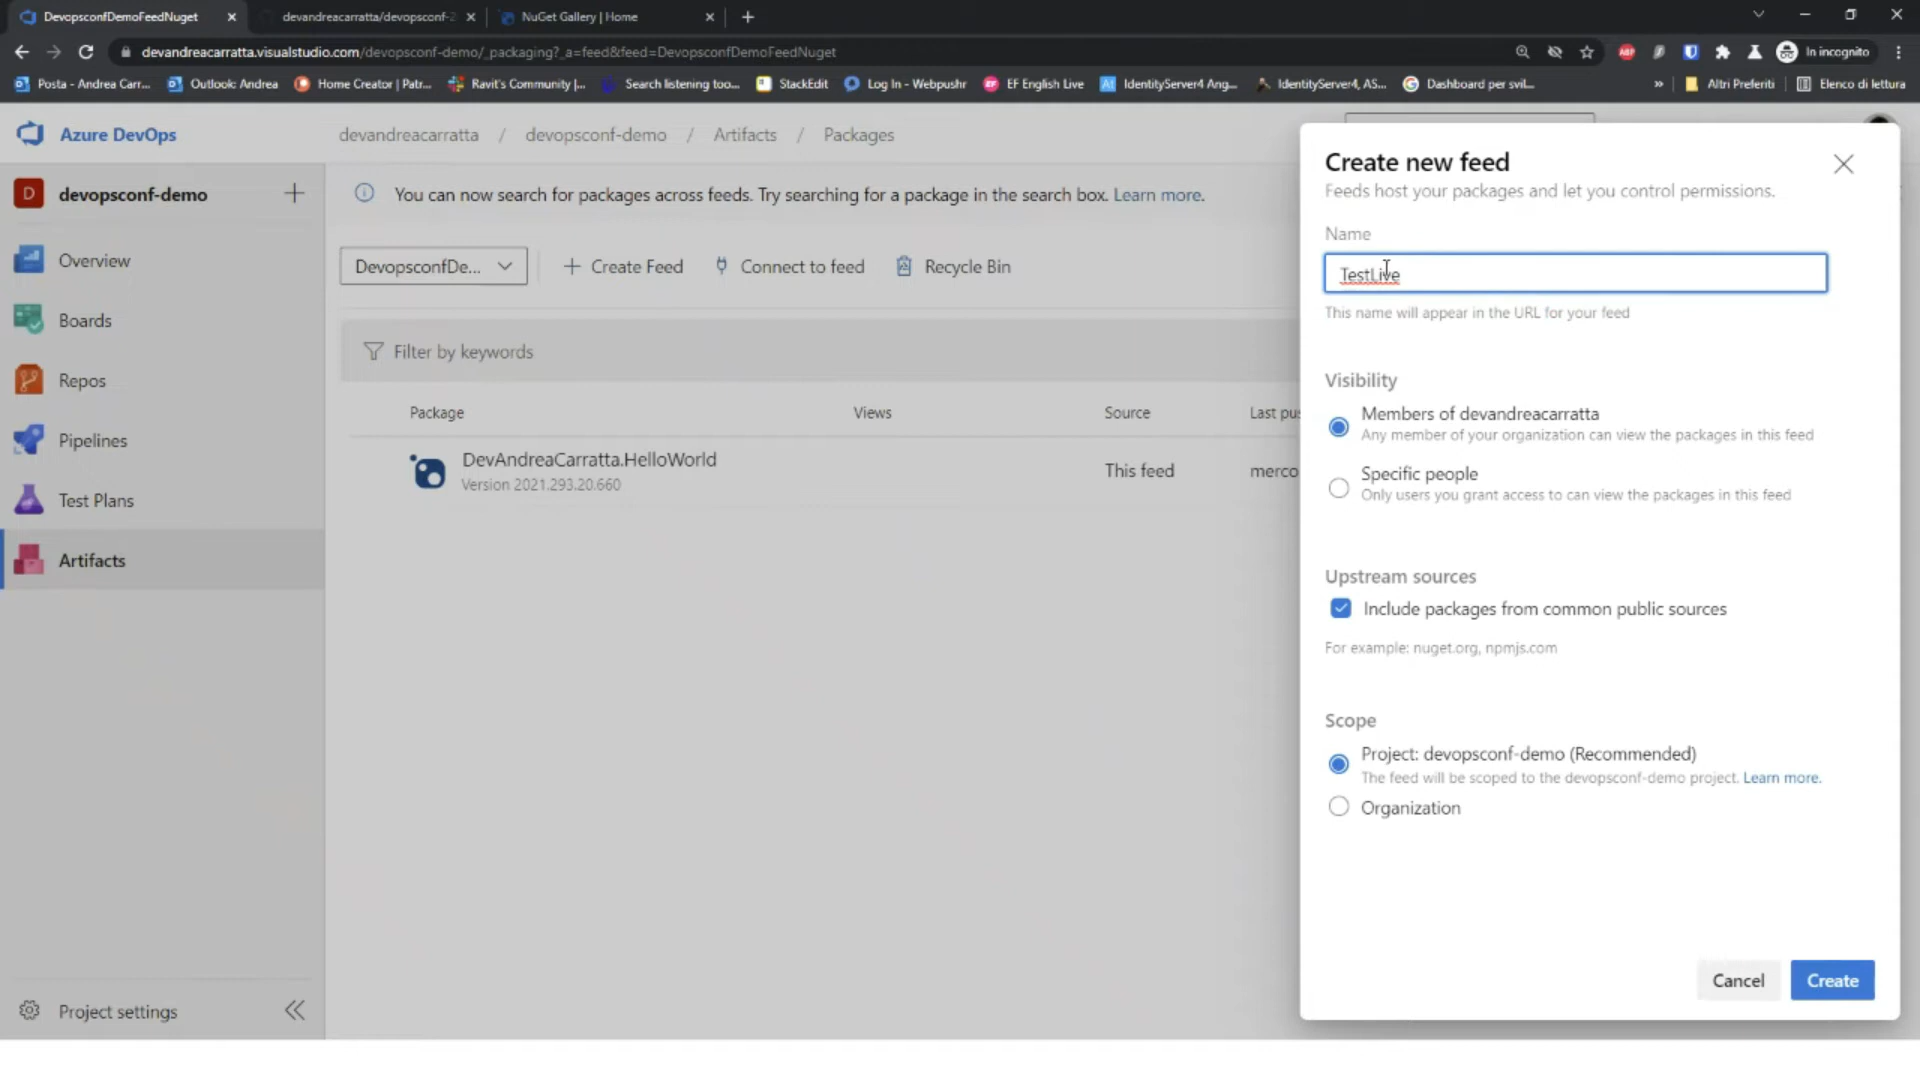 DevopsconfDemoFeedNuget
devandreacarratta/devopsconf-2
NuGet Gallery | Home
devandreacarratta.visualstudio.com/devopsconf-demo/_packaging?_a=feed&feed=DevopsconfDemoFeedNuget
ABP
In incognito
Posta - Andrea Carr...
Outlook: Andrea
Home Creator | Patr...
Ravit's Community |...
Search listening too...
StackEdit
Log In - Webpushr
EF English Live
IdentityServer4 Ang...
IdentityServer4, AS...
Dashboard per svil...
»
Altri Preferiti
Elenco di lettura
Azure DevOps
devandreacarratta / devopsconf-demo / Artifacts / Packages
D devopsconf-demo
Overview
Boards
Repos
Pipelines
Test Plans
Artifacts
Project settings
You can now search for packages across feeds. Try searching for a package in the search box. Learn more.
DevopsconfDe...
Create Feed
Connect to feed
Recycle Bin
Filter by keywords
Package Views Source Last pus
DevAndreaCarratta.HelloWorld
Version 2021.293.20.660
This feed
merco
Create new feed
Feeds host your packages and let you control permissions.
Name
TestLive
This name will appear in the URL for your feed
Visibility
Members of devandreacarratta
Any member of your organization can view the packages in this feed
Specific people
Only users you grant access to can view the packages in this feed
Upstream sources
Include packages from common public sources
For example: nuget.org, npmjs.com
Scope
Project: devopsconf-demo (Recommended)
The feed will be scoped to the devopsconf-demo project. Learn more.
Organization
Cancel
Create